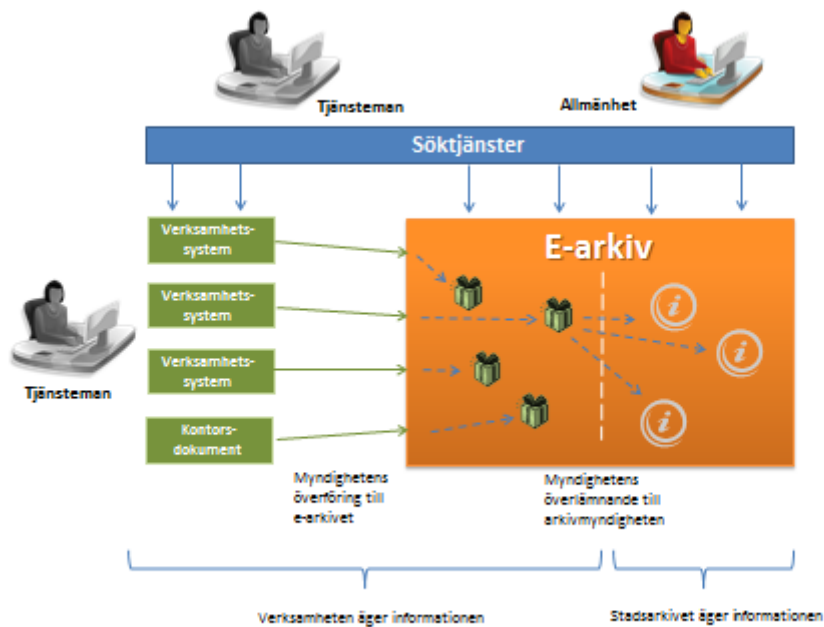 Tjänsteman
Allmänhet
Söktjänster
Verksamhets-
system
E-arkiv
Verksamhets-
system
Verksamhets-
system
Tjänsteman
Kontors-
dokument
Myndighetens
överföring till
e-arkivet
Myndighetens
överlämnande till
arkivmyndigheten
Verksamheten äger informationen
Stadsarkivet äger informationen
i
i
i